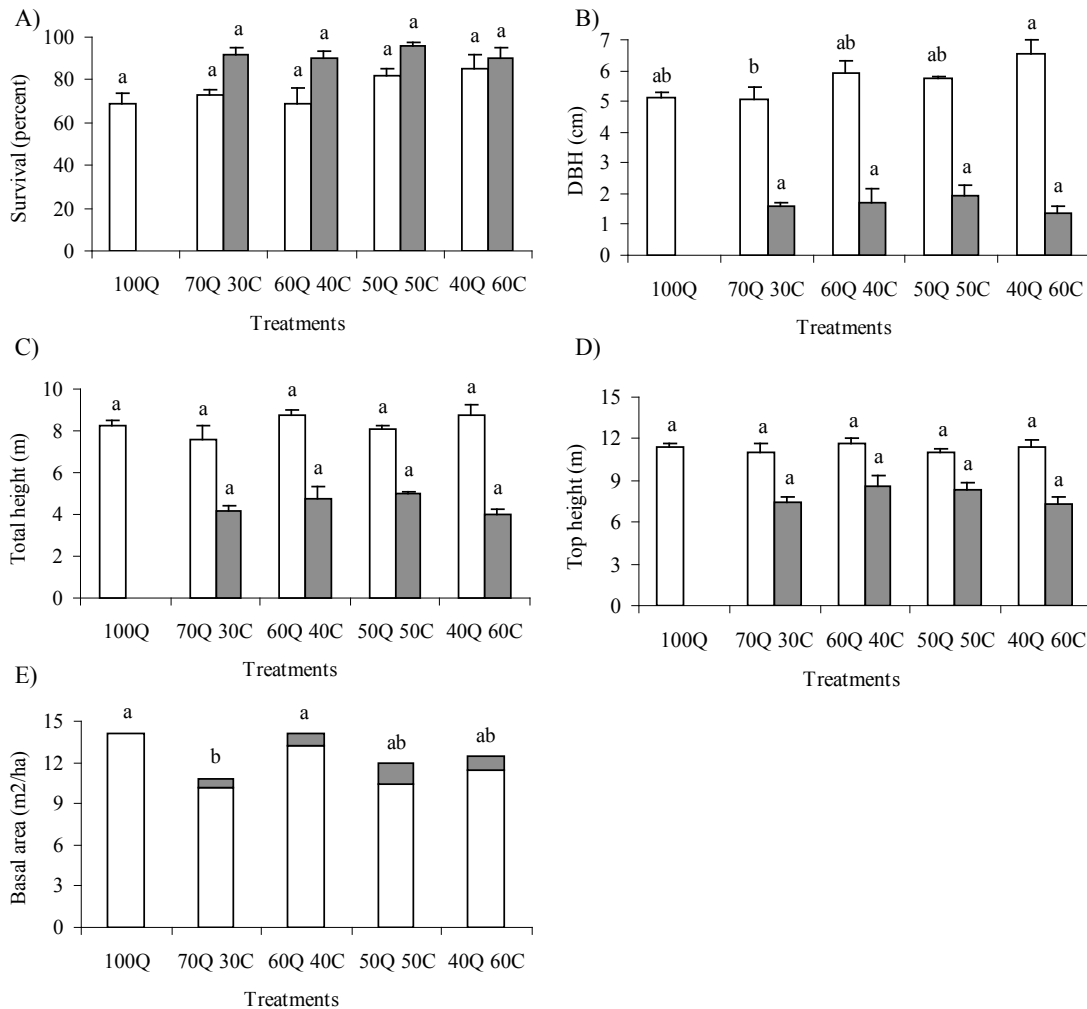 A)
a a a a a a a a a
Survival (percent)
100
80
60
40
20
0
100Q 70Q 30C 60Q 40C 50Q 50C 40Q 60C
Treatments
B)
ab b a ab a ab a a a
DBH (cm)
7
6
5
4
3
2
1
0
100Q 70Q 30C 60Q 40C 50Q 50C 40Q 60C
Treatments
C)
a a a a a a a a a
Total height (m)
10
8
6
4
2
0
100Q 70Q 30C 60Q 40C 50Q 50C 40Q 60C
Treatments
D)
a a a a a a a a a
Top height (m)
15
12
9
6
3
0
100Q 70Q 30C 60Q 40C 50Q 50C 40Q 60C
Treatments
E)
a b a ab ab
Basal area (m2/ha)
15
12
9
6
3
0
100Q 70Q 30C 60Q 40C 50Q 50C 40Q 60C
Treatments